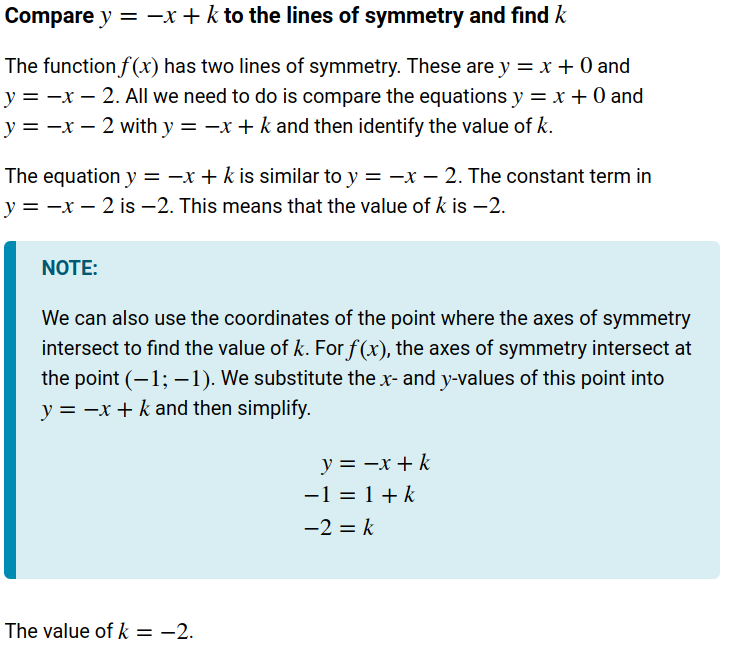 Compare y = −x + k to the lines of symmetry and find k
The function f(x) has two lines of symmetry. These are y = x + 0 and
y = −x − 2. All we need to do is compare the equations y = x + 0 and
y = −x − 2 with y = −x + k and then identify the value of k.
The equation y = −x + k is similar to y = −x − 2. The constant term in
y = −x − 2 is −2. This means that the value of k is −2.
NOTE:
We can also use the coordinates of the point where the axes of symmetry
intersect to find the value of k. For f(x), the axes of symmetry intersect at
the point (−1; −1). We substitute the x- and y-values of this point into
y = −x + k and then simplify.
y = −x + k
−1 = 1 + k
−2 = k
The value of k = −2.